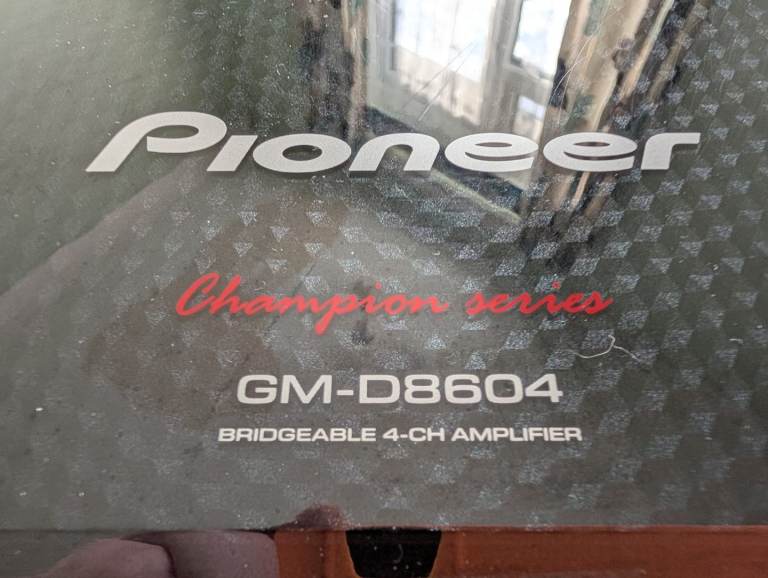 Pioneer
Champion series
GM-D8604
BRIDGEABLE 4-CH AMPLIFIER